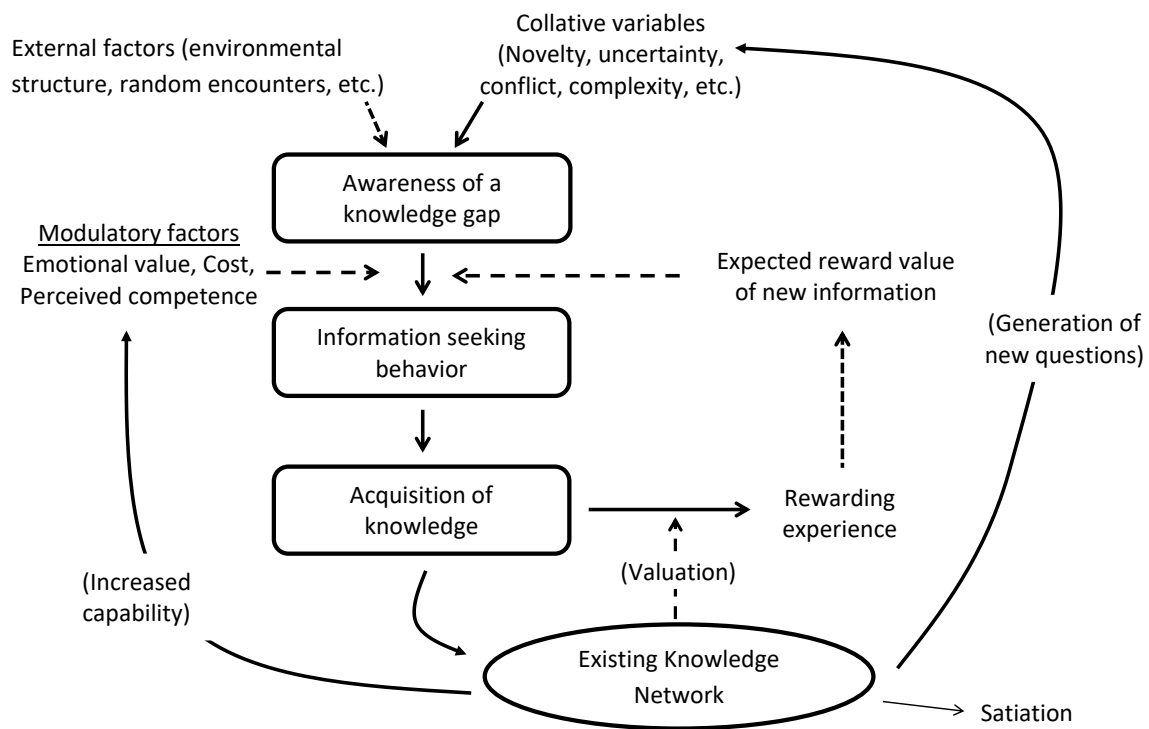 External factors (environmental
structure, random encounters, etc.)
Collative variables
(Novelty, uncertainty,
conflict, complexity, etc.)
Awareness of a
knowledge gap
Modulatory factors
Emotional value, Cost,
Perceived competence
Expected reward value
of new information
(Generation of
new questions)
Information seeking
behavior
Acquisition of
knowledge
Rewarding
experience
(Valuation)
(Increased
capability)
Existing Knowledge
Network
Satiation